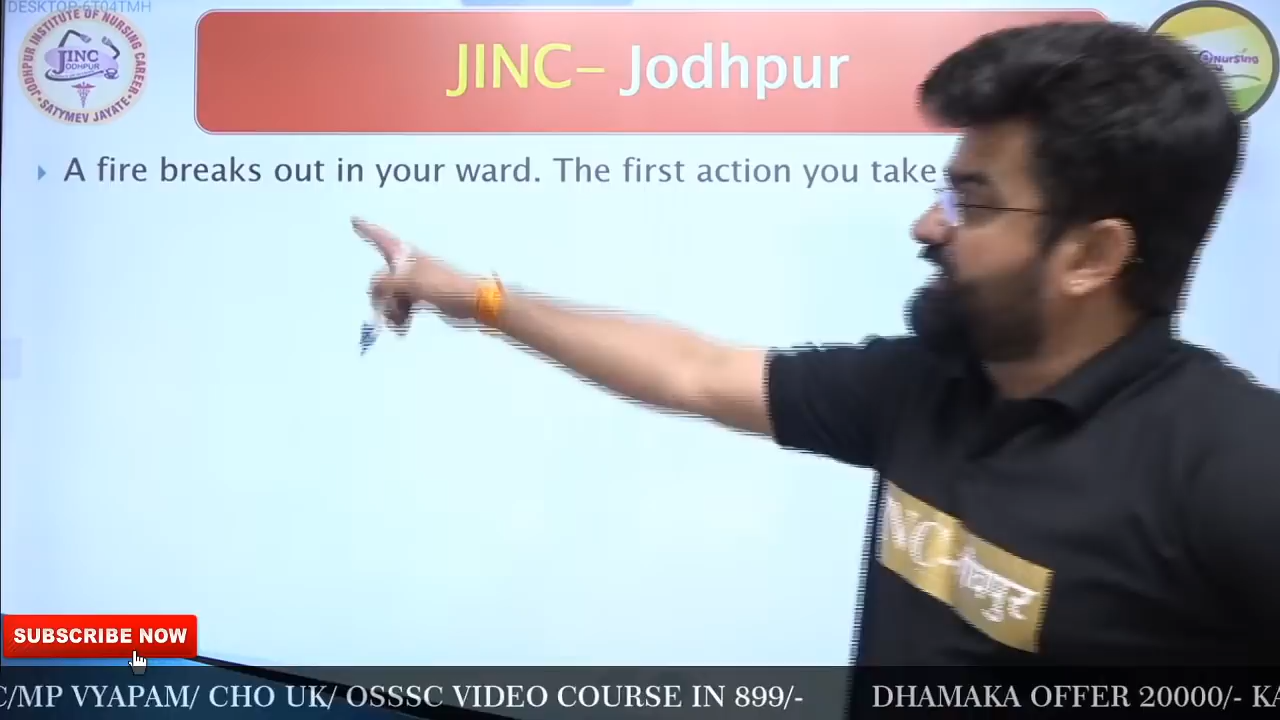 DESKTOP-6T04TMH
JODHPUR INSTITUTE OF NURSING CAREER
JINC
JODHPUR
SATYMEV JAYATE
JINC– Jodhpur
eNursing
A fire breaks out in your ward. The first action you take
SUBSCRIBE NOW
C/MP VYAPAM/ CHO UK/ OSSSC VIDEO COURSE IN 899/- DHAMAKA OFFER 20000/- KA